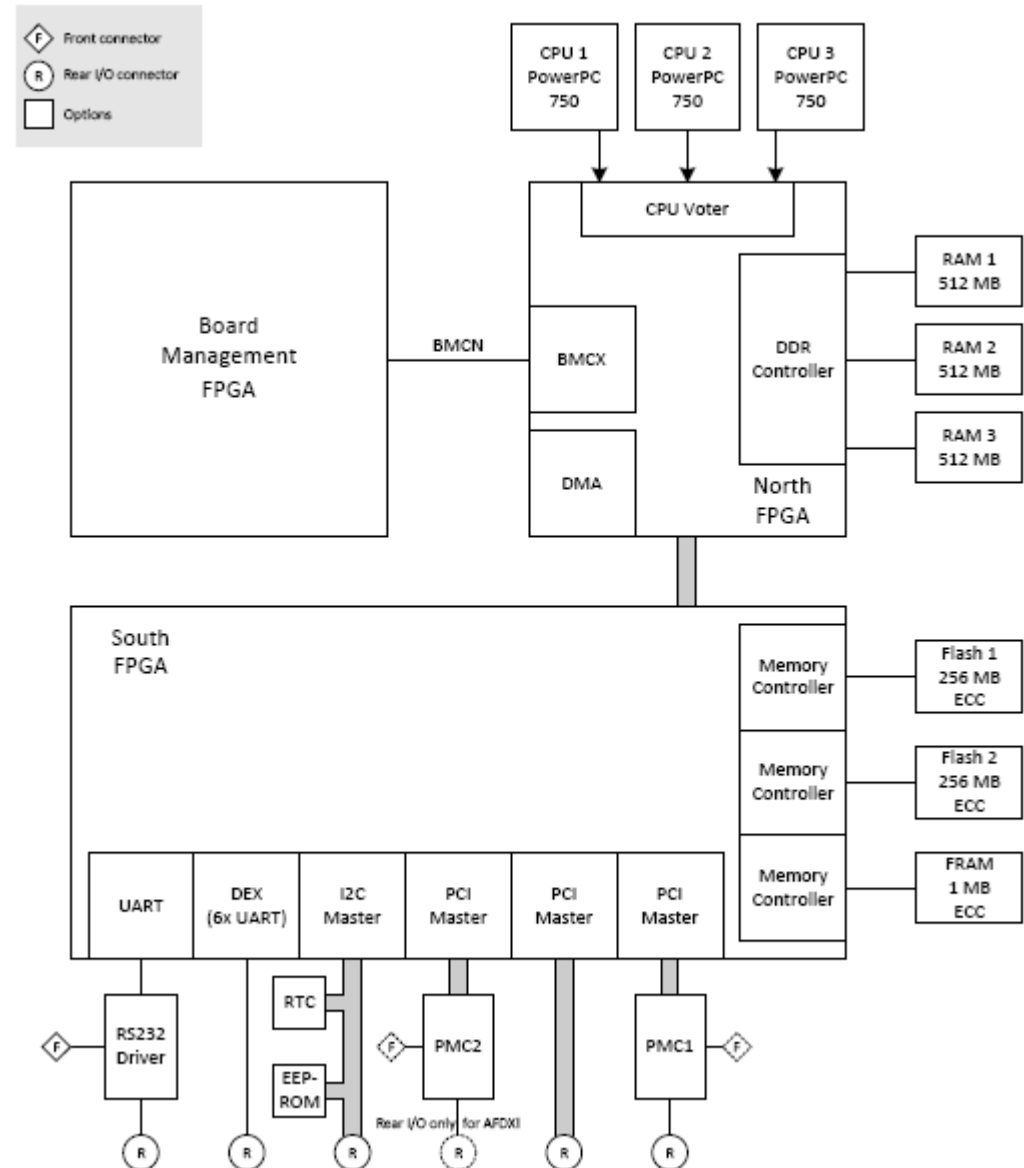 F Front connector
R Rear I/O connector
Options
CPU 1
PowerPC
750
CPU 2
PowerPC
750
CPU 3
PowerPC
750
CPU Voter
Board
Management
FPGA
BMCN
BMCX
DMA
DDR
Controller
North
FPGA
RAM 1
512 MB
RAM 2
512 MB
RAM 3
512 MB
South
FPGA
Memory
Controller
Memory
Controller
Memory
Controller
Flash 1
256 MB
ECC
Flash 2
256 MB
ECC
FRAM
1 MB
ECC
UART
DEX
(6x UART)
I2C
Master
PCI
Master
PCI
Master
PCI
Master
F
RS232
Driver
RTC
EEP-
ROM
F
PMC2
PMC1
F
Rear I/O only for AFDX!
R
R
R
R
R
R